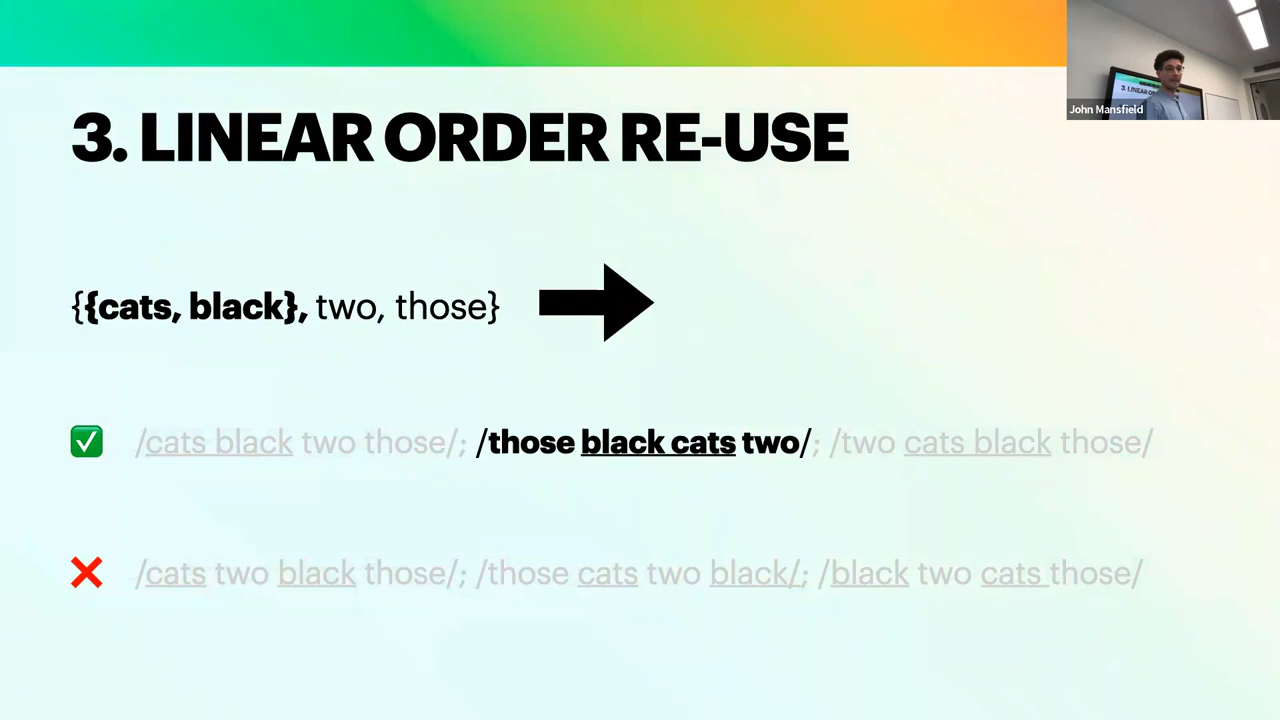 3. LINEAR ORDER RE-USE
John Mansfield
{{cats, black}, two, those}
/cats black two those/; /those black cats two/; /two cats black those/
/cats two black those/; /those cats two black/; /black two cats those/